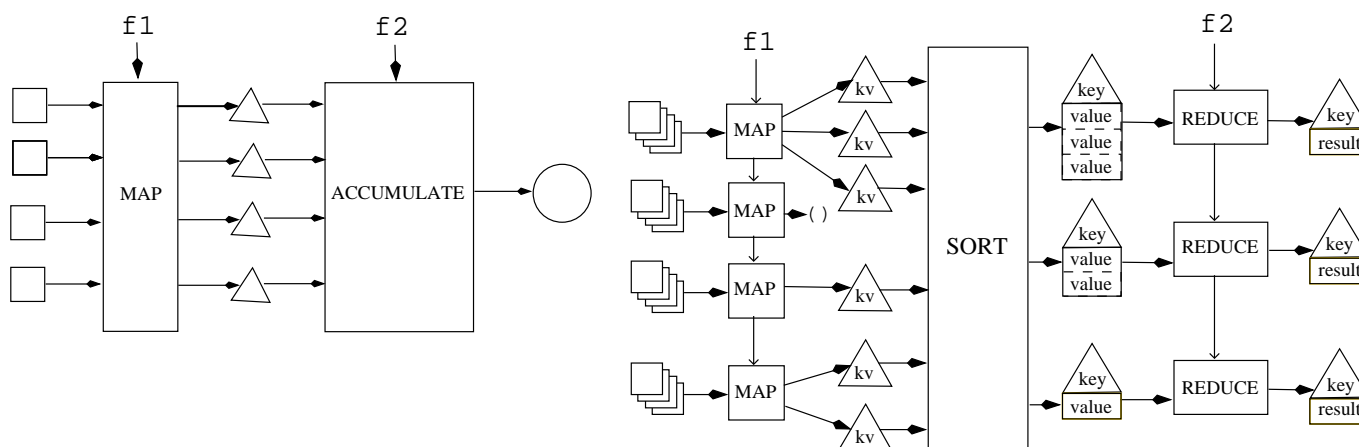 f1
f2
MAP
ACCUMULATE
f1
f2
MAP
kv
kv
kv
MAP
()
MAP
kv
MAP
kv
kv
SORT
key
value
value
value
REDUCE
key
result
key
value
value
REDUCE
key
result
key
value
REDUCE
key
result